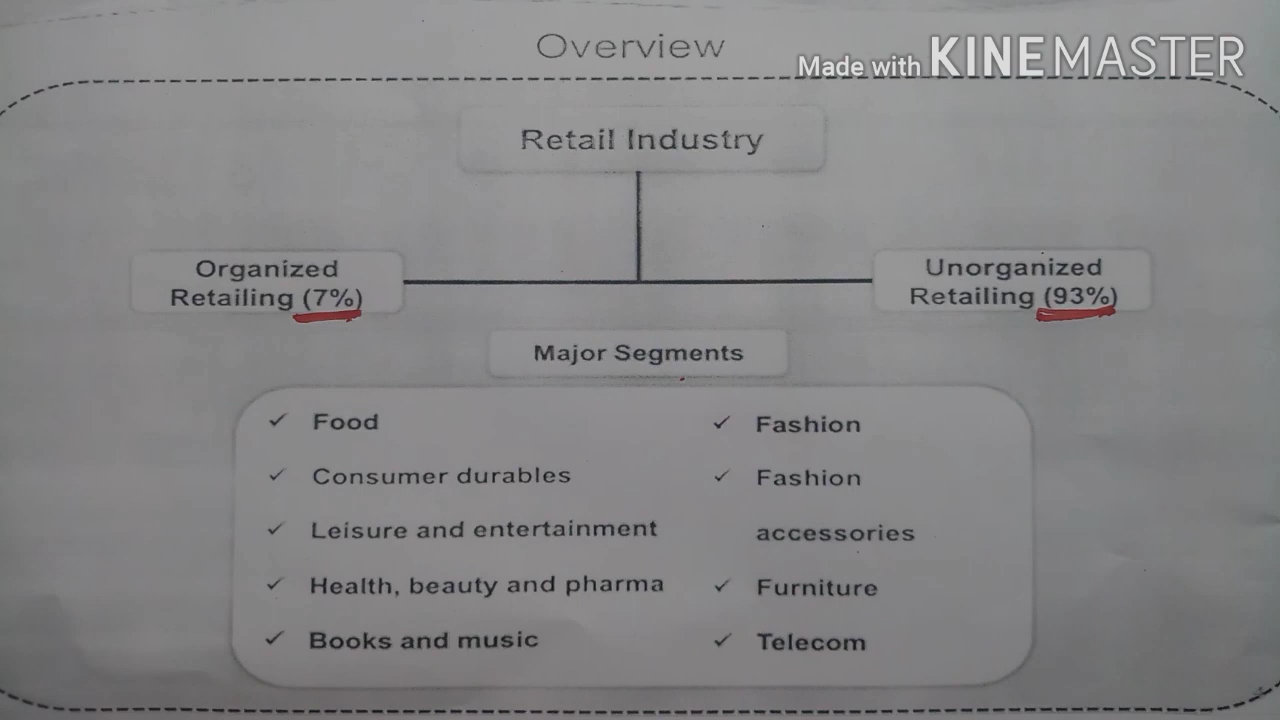 Overview
Made with KINEMASTER
Retail Industry
Organized
Retailing (7%)
Unorganized
Retailing (93%)
Major Segments
✓ Food
✓ Consumer durables
✓ Leisure and entertainment
✓ Health, beauty and pharma
✓ Books and music
✓ Fashion
✓ Fashion
accessories
✓ Furniture
✓ Telecom